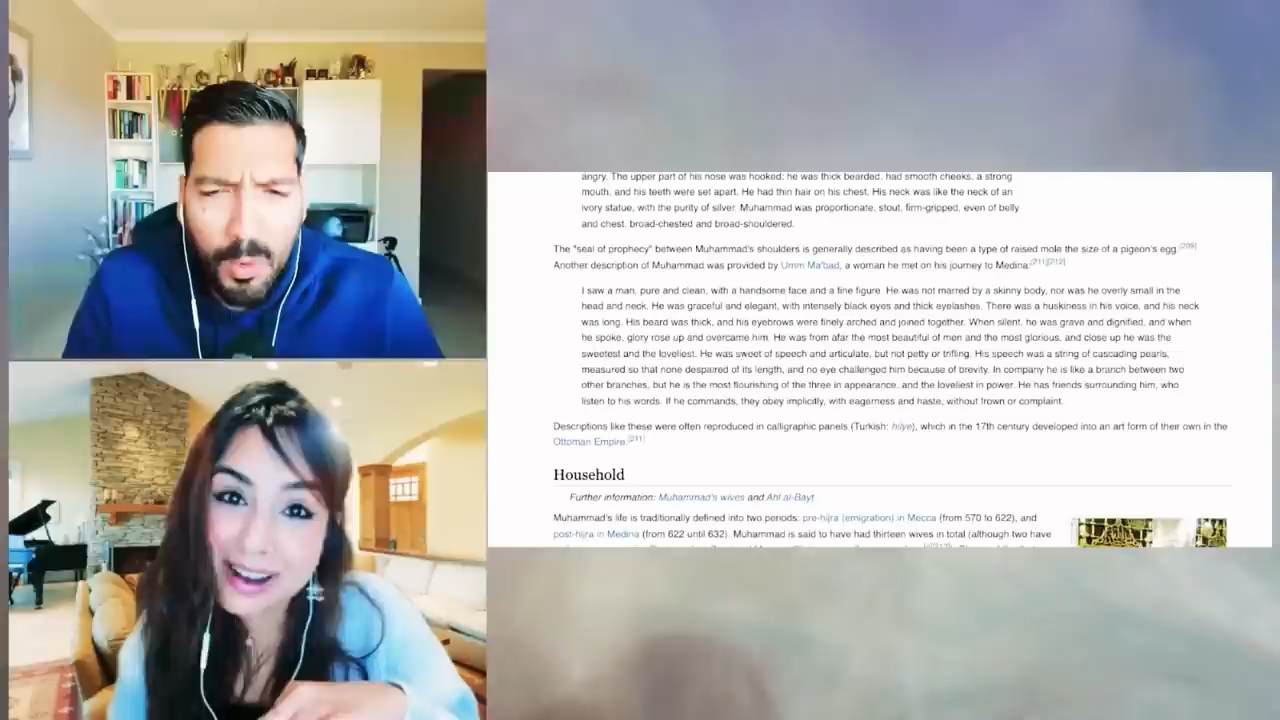 angry. The upper part of his nose was hooked; he was thick bearded, had smooth cheeks, a strong
mouth, and his teeth were set apart. He had thin hair on his chest. His neck was like the neck of an
ivory statue, with the purity of silver. Muhammad was proportionate, stout, firm-gripped, even of belly
and chest, broad-chested and broad-shouldered.
The "seal of prophecy" between Muhammad's shoulders is generally described as having been a type of raised mole the size of a pigeon's egg.[209]
Another description of Muhammad was provided by Umm Ma'bad, a woman he met on his journey to Medina:[211][212]
I saw a man, pure and clean, with a handsome face and a fine figure. He was not marred by a skinny body, nor was he overly small in the
head and neck. He was graceful and elegant, with intensely black eyes and thick eyelashes. There was a huskiness in his voice, and his neck
was long. His beard was thick, and his eyebrows were finely arched and joined together. When silent, he was grave and dignified, and when
he spoke, glory rose up and overcame him. He was from afar the most beautiful of men and the most glorious, and close up he was the
sweetest and the loveliest. He was sweet of speech and articulate, but not petty or trifling. His speech was a string of cascading pearls,
measured so that none despaired of its length, and no eye challenged him because of brevity. In company he is like a branch between two
other branches, but he is the most flourishing of the three in appearance, and the loveliest in power. He has friends surrounding him, who
listen to his words. If he commands, they obey implicitly, with eagerness and haste, without frown or complaint.
Descriptions like these were often reproduced in calligraphic panels (Turkish: hilye), which in the 17th century developed into an art form of their own in the
Ottoman Empire.[211]
Household
Further information: Muhammad's wives and Ahl al-Bayt
Muhammad's life is traditionally defined into two periods: pre-hijra (emigration) in Mecca (from 570 to 622), and
post-hijra in Medina (from 622 until 632). Muhammad is said to have had thirteen wives in total (although two have